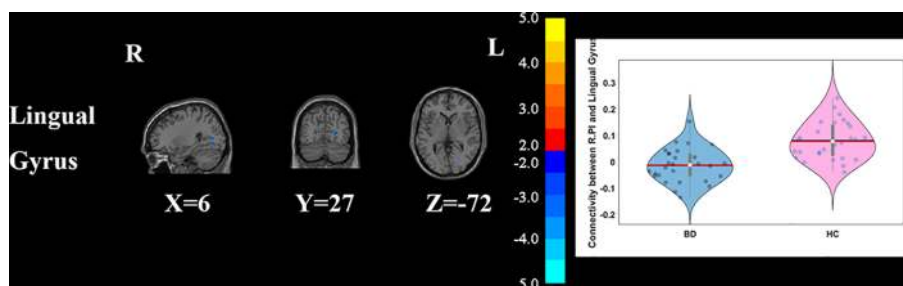 R
L
Lingual
Gyrus
X=6
Y=27
Z=-72
5.0
4.0
3.0
2.0
-2.0
-3.0
-4.0
5.0
Connectivity between R.PI and Lingual Gyrus
0.3
0.2
0.1
0
-0.1
-0.2
BD
HC